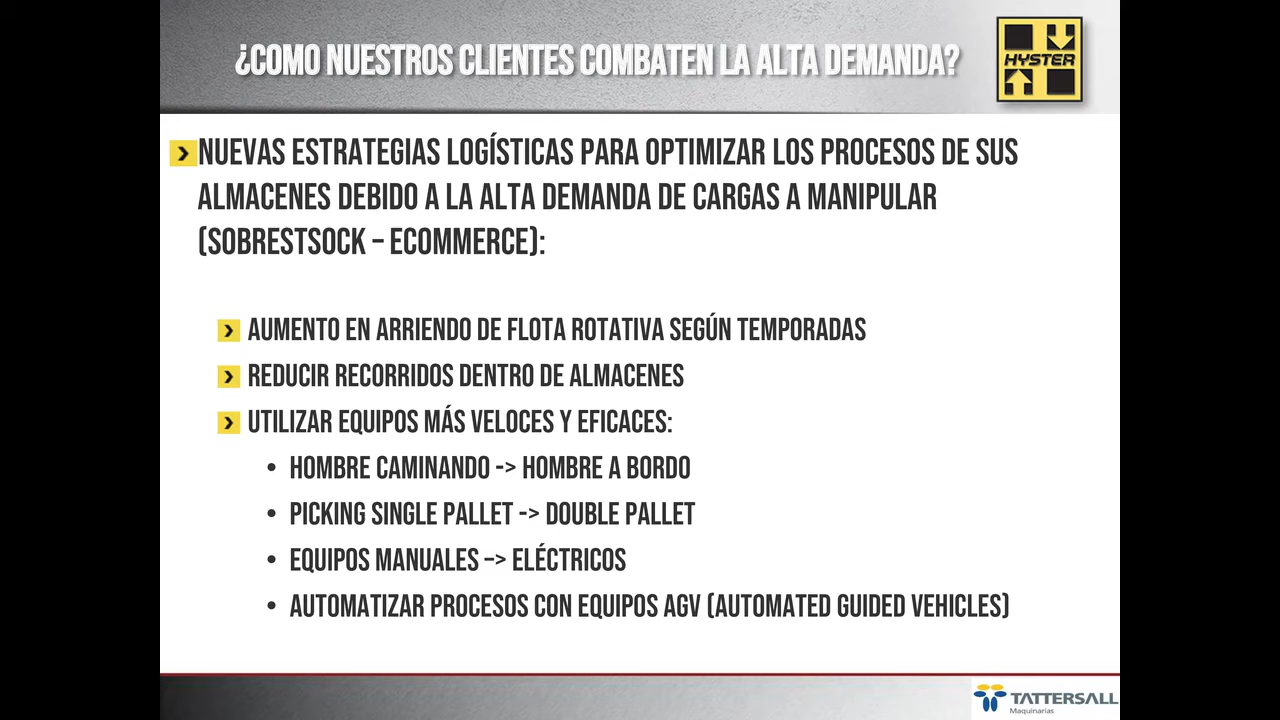 ¿COMO NUESTROS CLIENTES COMBATEN LA ALTA DEMANDA?
HYSTER
NUEVAS ESTRATEGIAS LOGÍSTICAS PARA OPTIMIZAR LOS PROCESOS DE SUS
ALMACENES DEBIDO A LA ALTA DEMANDA DE CARGAS A MANIPULAR
(SOBRESTSOCK – ECOMMERCE):
AUMENTO EN ARRIENDO DE FLOTA ROTATIVA SEGÚN TEMPORADAS
REDUCIR RECORRIDOS DENTRO DE ALMACENES
UTILIZAR EQUIPOS MÁS VELOCES Y EFICACES:
• HOMBRE CAMINANDO -> HOMBRE A BORDO
• PICKING SINGLE PALLET -> DOUBLE PALLET
• EQUIPOS MANUALES –> ELÉCTRICOS
• AUTOMATIZAR PROCESOS CON EQUIPOS AGV (AUTOMATED GUIDED VEHICLES)
TATTERSALL
Maquinarias